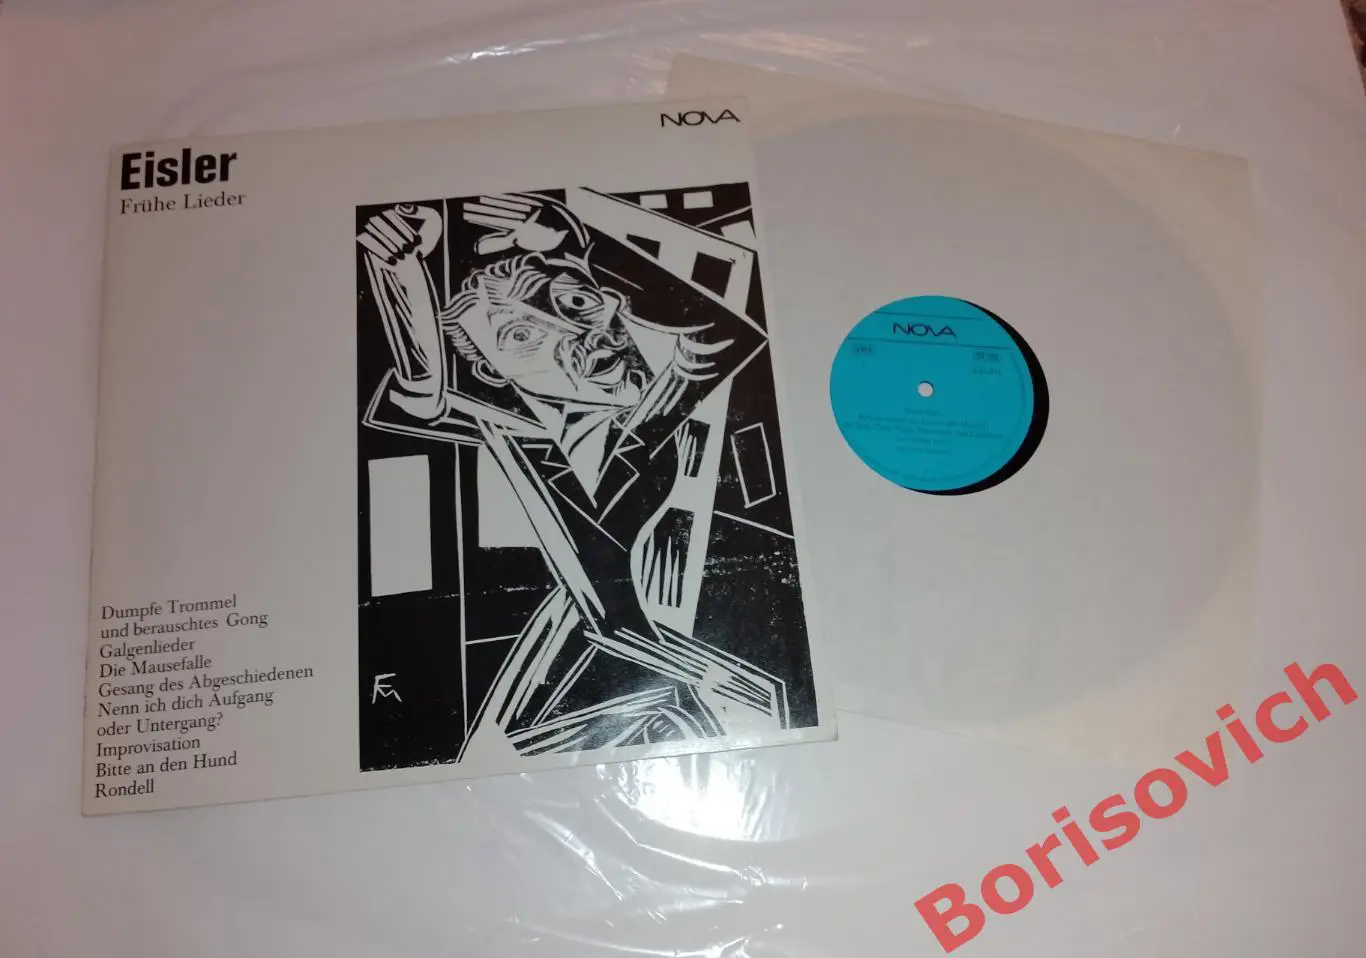 NOVA
Eisler
Frühe Lieder
Dumpfe Trommel
und berauschtes Gong
Galgenlieder
Die Mausefalle
Gesang des Abgeschiedenen
Nenn ich dich Aufgang
oder Untergang?
Improvisation
Bitte an den Hund
Rondell
FM
NOVA
Borisovich